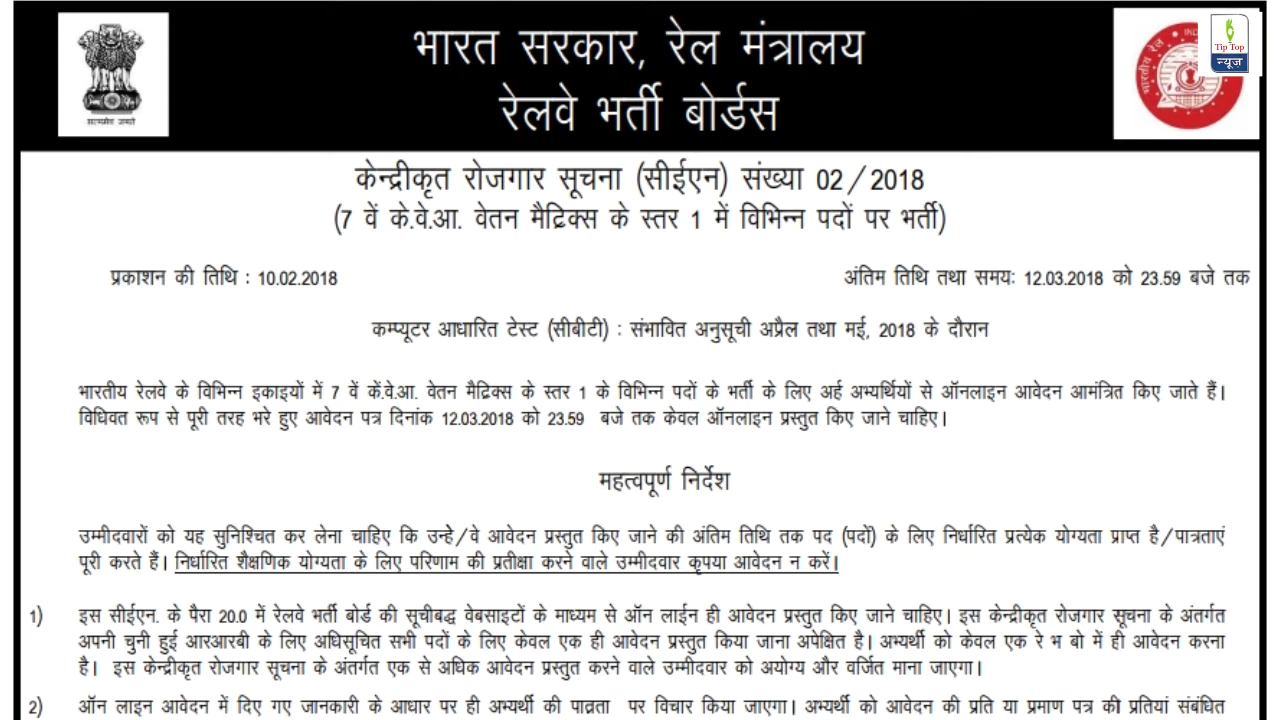 भारत सरकार, रेल मंत्रालय
रेलवे भर्ती बोर्डस
सत्यमेव जयते
भारतीय रेल
IND
Tip Top
न्यूज
केन्द्रीकृत रोजगार सूचना (सीईएन) संख्या 02/2018
(7 वें के.वे.आ. वेतन मैट्रिक्स के स्तर 1 में विभिन्न पदों पर भर्ती)
प्रकाशन की तिथि : 10.02.2018
अंतिम तिथि तथा समय: 12.03.2018 को 23.59 बजे तक
कम्प्यूटर आधारित टेस्ट (सीबीटी) : संभावित अनुसूची अप्रैल तथा मई, 2018 के दौरान
भारतीय रेलवे के विभिन्न इकाइयों में 7 वें कें.वे.आ. वेतन मैट्रिक्स के स्तर 1 के विभिन्न पदों के भर्ती के लिए अर्ह अभ्यर्थियों से ऑनलाइन आवेदन आमंत्रित किए जाते हैं।
विधिवत रूप से पूरी तरह भरे हुए आवेदन पत्र दिनांक 12.03.2018 को 23.59 बजे तक केवल ऑनलाइन प्रस्तुत किए जाने चाहिए।
महत्वपूर्ण निर्देश
उम्मीदवारों को यह सुनिश्चित कर लेना चाहिए कि उन्हेे/वे आवेदन प्रस्तुत किए जाने की अंतिम तिथि तक पद (पदों) के लिए निर्धारित प्रत्येक योग्यता प्राप्त है/पात्रताएं
पूरी करते हैं। निर्धारित शैक्षणिक योग्यता के लिए परिणाम की प्रतीक्षा करने वाले उम्मीदवार कृपया आवेदन न करें।
1) इस सीईएन. के पैरा 20.0 में रेलवे भर्ती बोर्ड की सूचीबद्ध वेबसाइटों के माध्यम से ऑन लाईन ही आवेदन प्रस्तुत किए जाने चाहिए। इस केन्द्रीकृत रोजगार सूचना के अंतर्गत
अपनी चुनी हुई आरआरबी के लिए अधिसूचित सभी पदों के लिए केवल एक ही आवेदन प्रस्तुत किया जाना अपेक्षित है। अभ्यर्थी को केवल एक रे भ बो में ही आवेदन करना
है। इस केन्द्रीकृत रोजगार सूचना के अंतर्गत एक से अधिक आवेदन प्रस्तुत करने वाले उम्मीदवार को अयोग्य और वर्जित माना जाएगा।
2) ऑन लाइन आवेदन में दिए गए जानकारी के आधार पर ही अभ्यर्थी की पात्रता पर विचार किया जाएगा। अभ्यर्थी को आवेदन की प्रति या प्रमाण पत्र की प्रतियां संबंधित